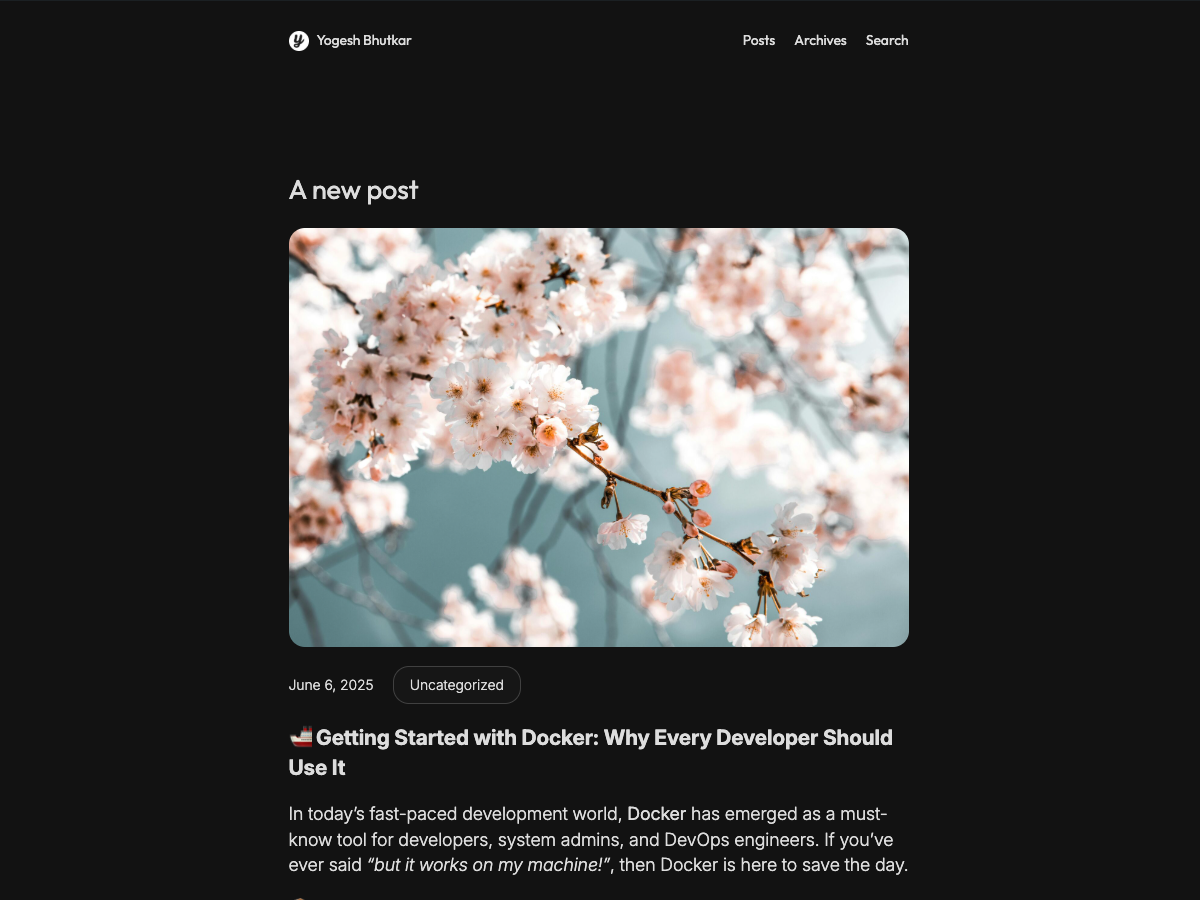 Yogesh Bhutkar
Posts Archives Search
A new post
June 6, 2025 Uncategorized
🚢Getting Started with Docker: Why Every Developer Should
Use It
In today’s fast-paced development world, Docker has emerged as a must-
know tool for developers, system admins, and DevOps engineers. If you’ve
ever said “but it works on my machine!”, then Docker is here to save the day.